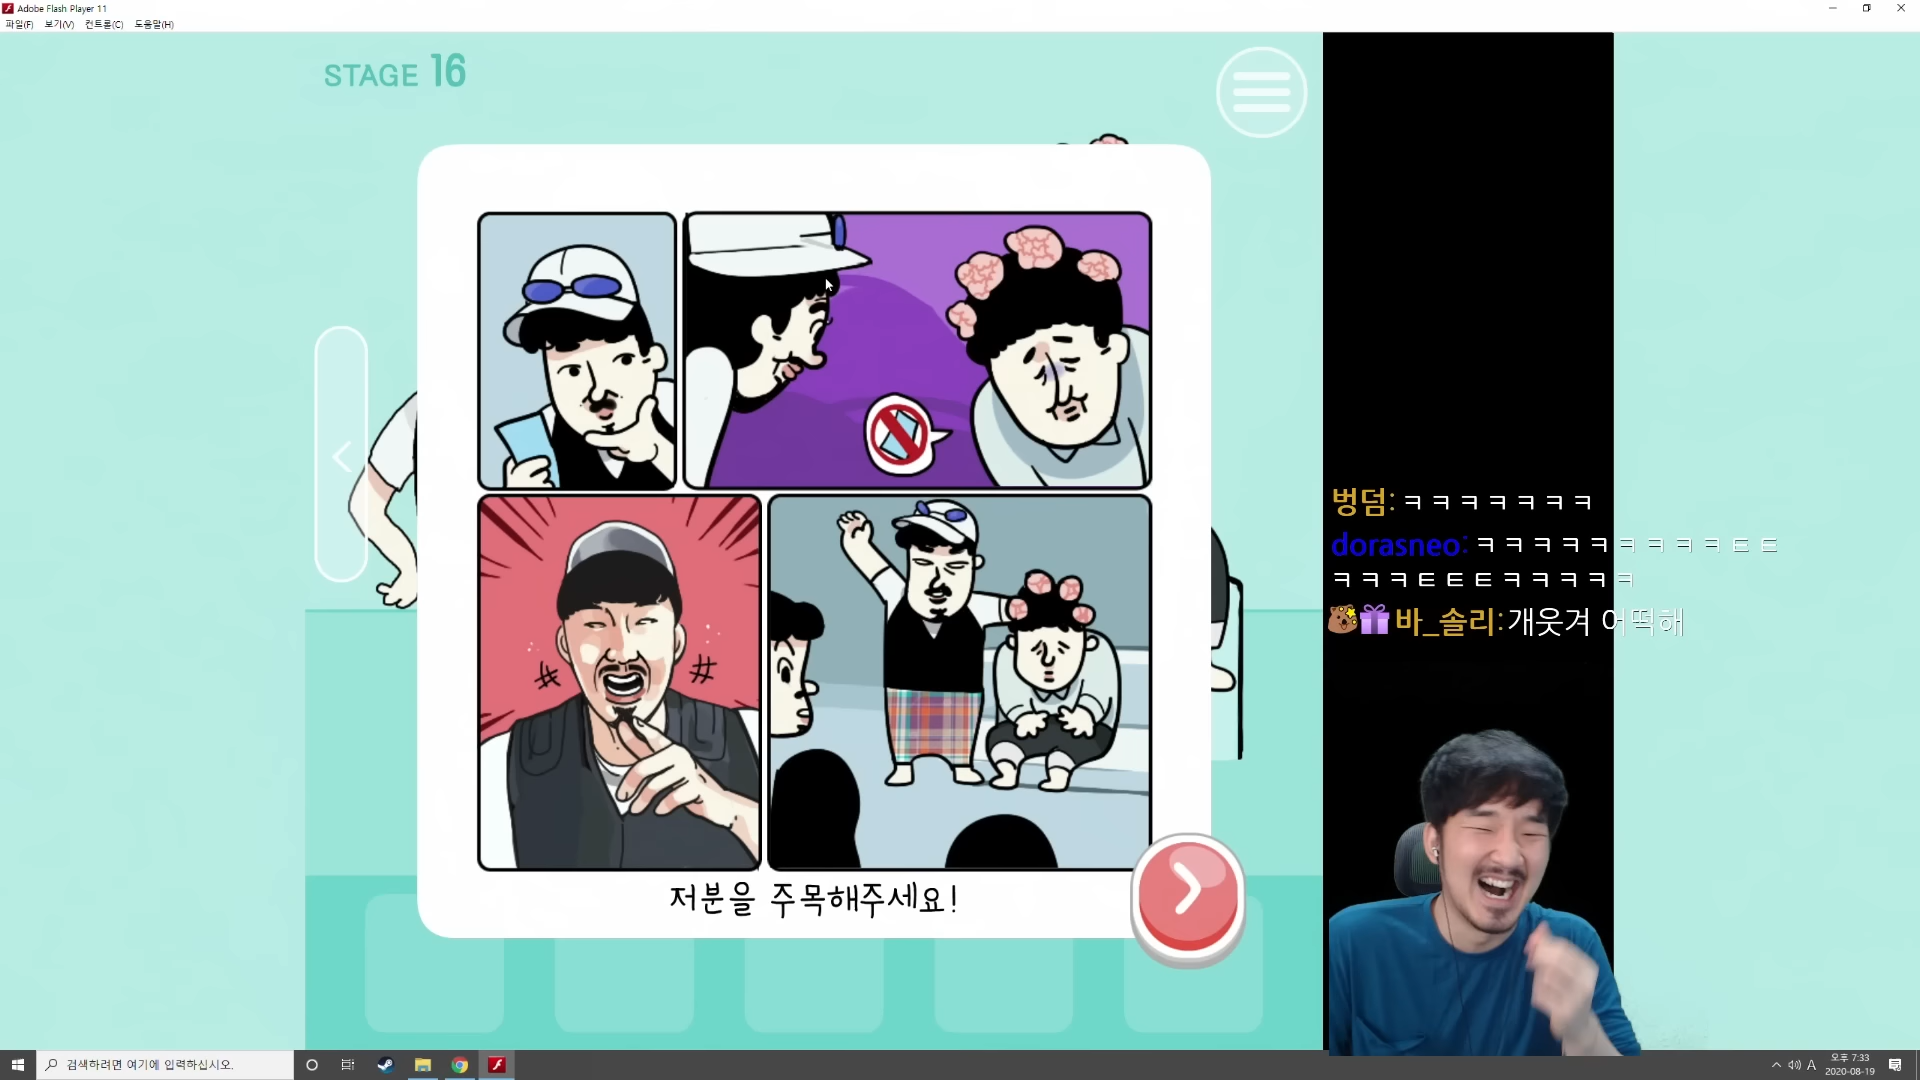 Adobe Flash Player 11
파일(F) 보기(V) 컨트롤(C) 도움말(H)
STAGE 16
저분을 주목해주세요!
벙덤: ㅋㅋㅋㅋㅋㅋㅋ
dorasneo: ㅋㅋㅋㅋㅋㅋㅋㅋㅋㅌㅌ
ㅋㅋㅋㅌㅌㅌㅋㅋㅋㅋㅋ
바_솔리: 개웃겨 어떡해
검색하려면 여기에 입력하십시오.
A
오후 7:33
2020-08-19